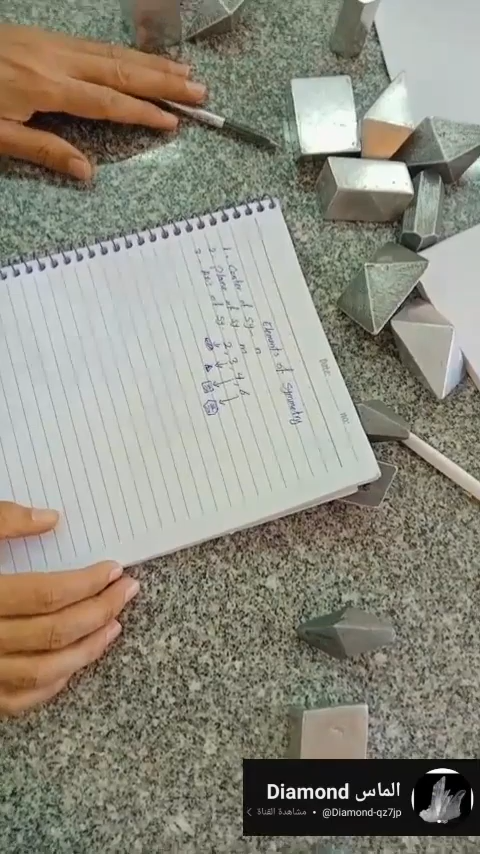 Date:
No:
Elements of Symmetry
1- Center of Sy n
2- Plane of sy m
3- Axis of Sy 2, 3, 4, 6
الماس Diamond
@Diamond-qz7jp • مشاهدة القناة